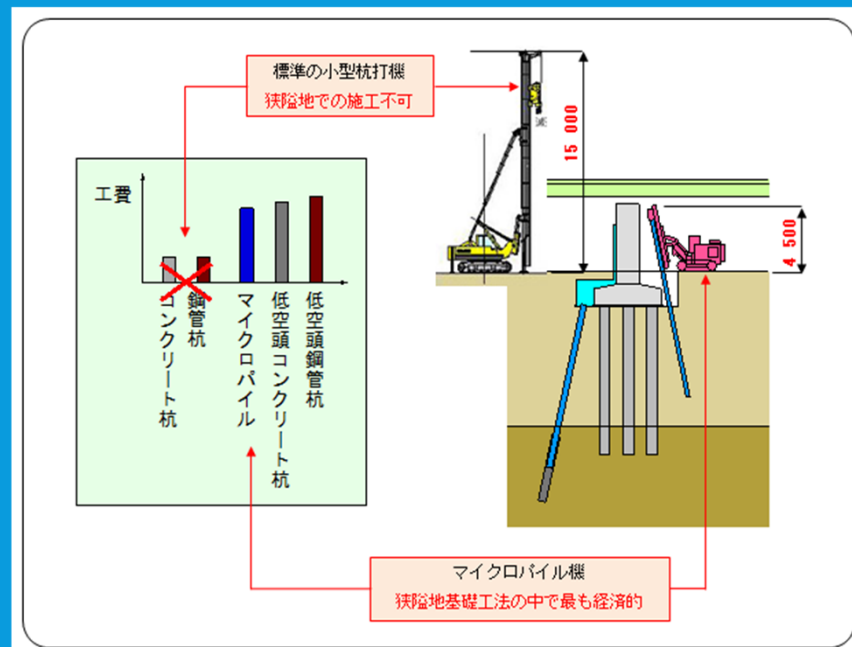 標準の小型杭打機
狭隘地での施工不可
15 000
4 500
工費
コンクリート杭
鋼管杭
マイクロパイル
低空頭コンクリート杭
低空頭鋼管杭
マイクロパイル機
狭隘地基礎工法の中で最も経済的